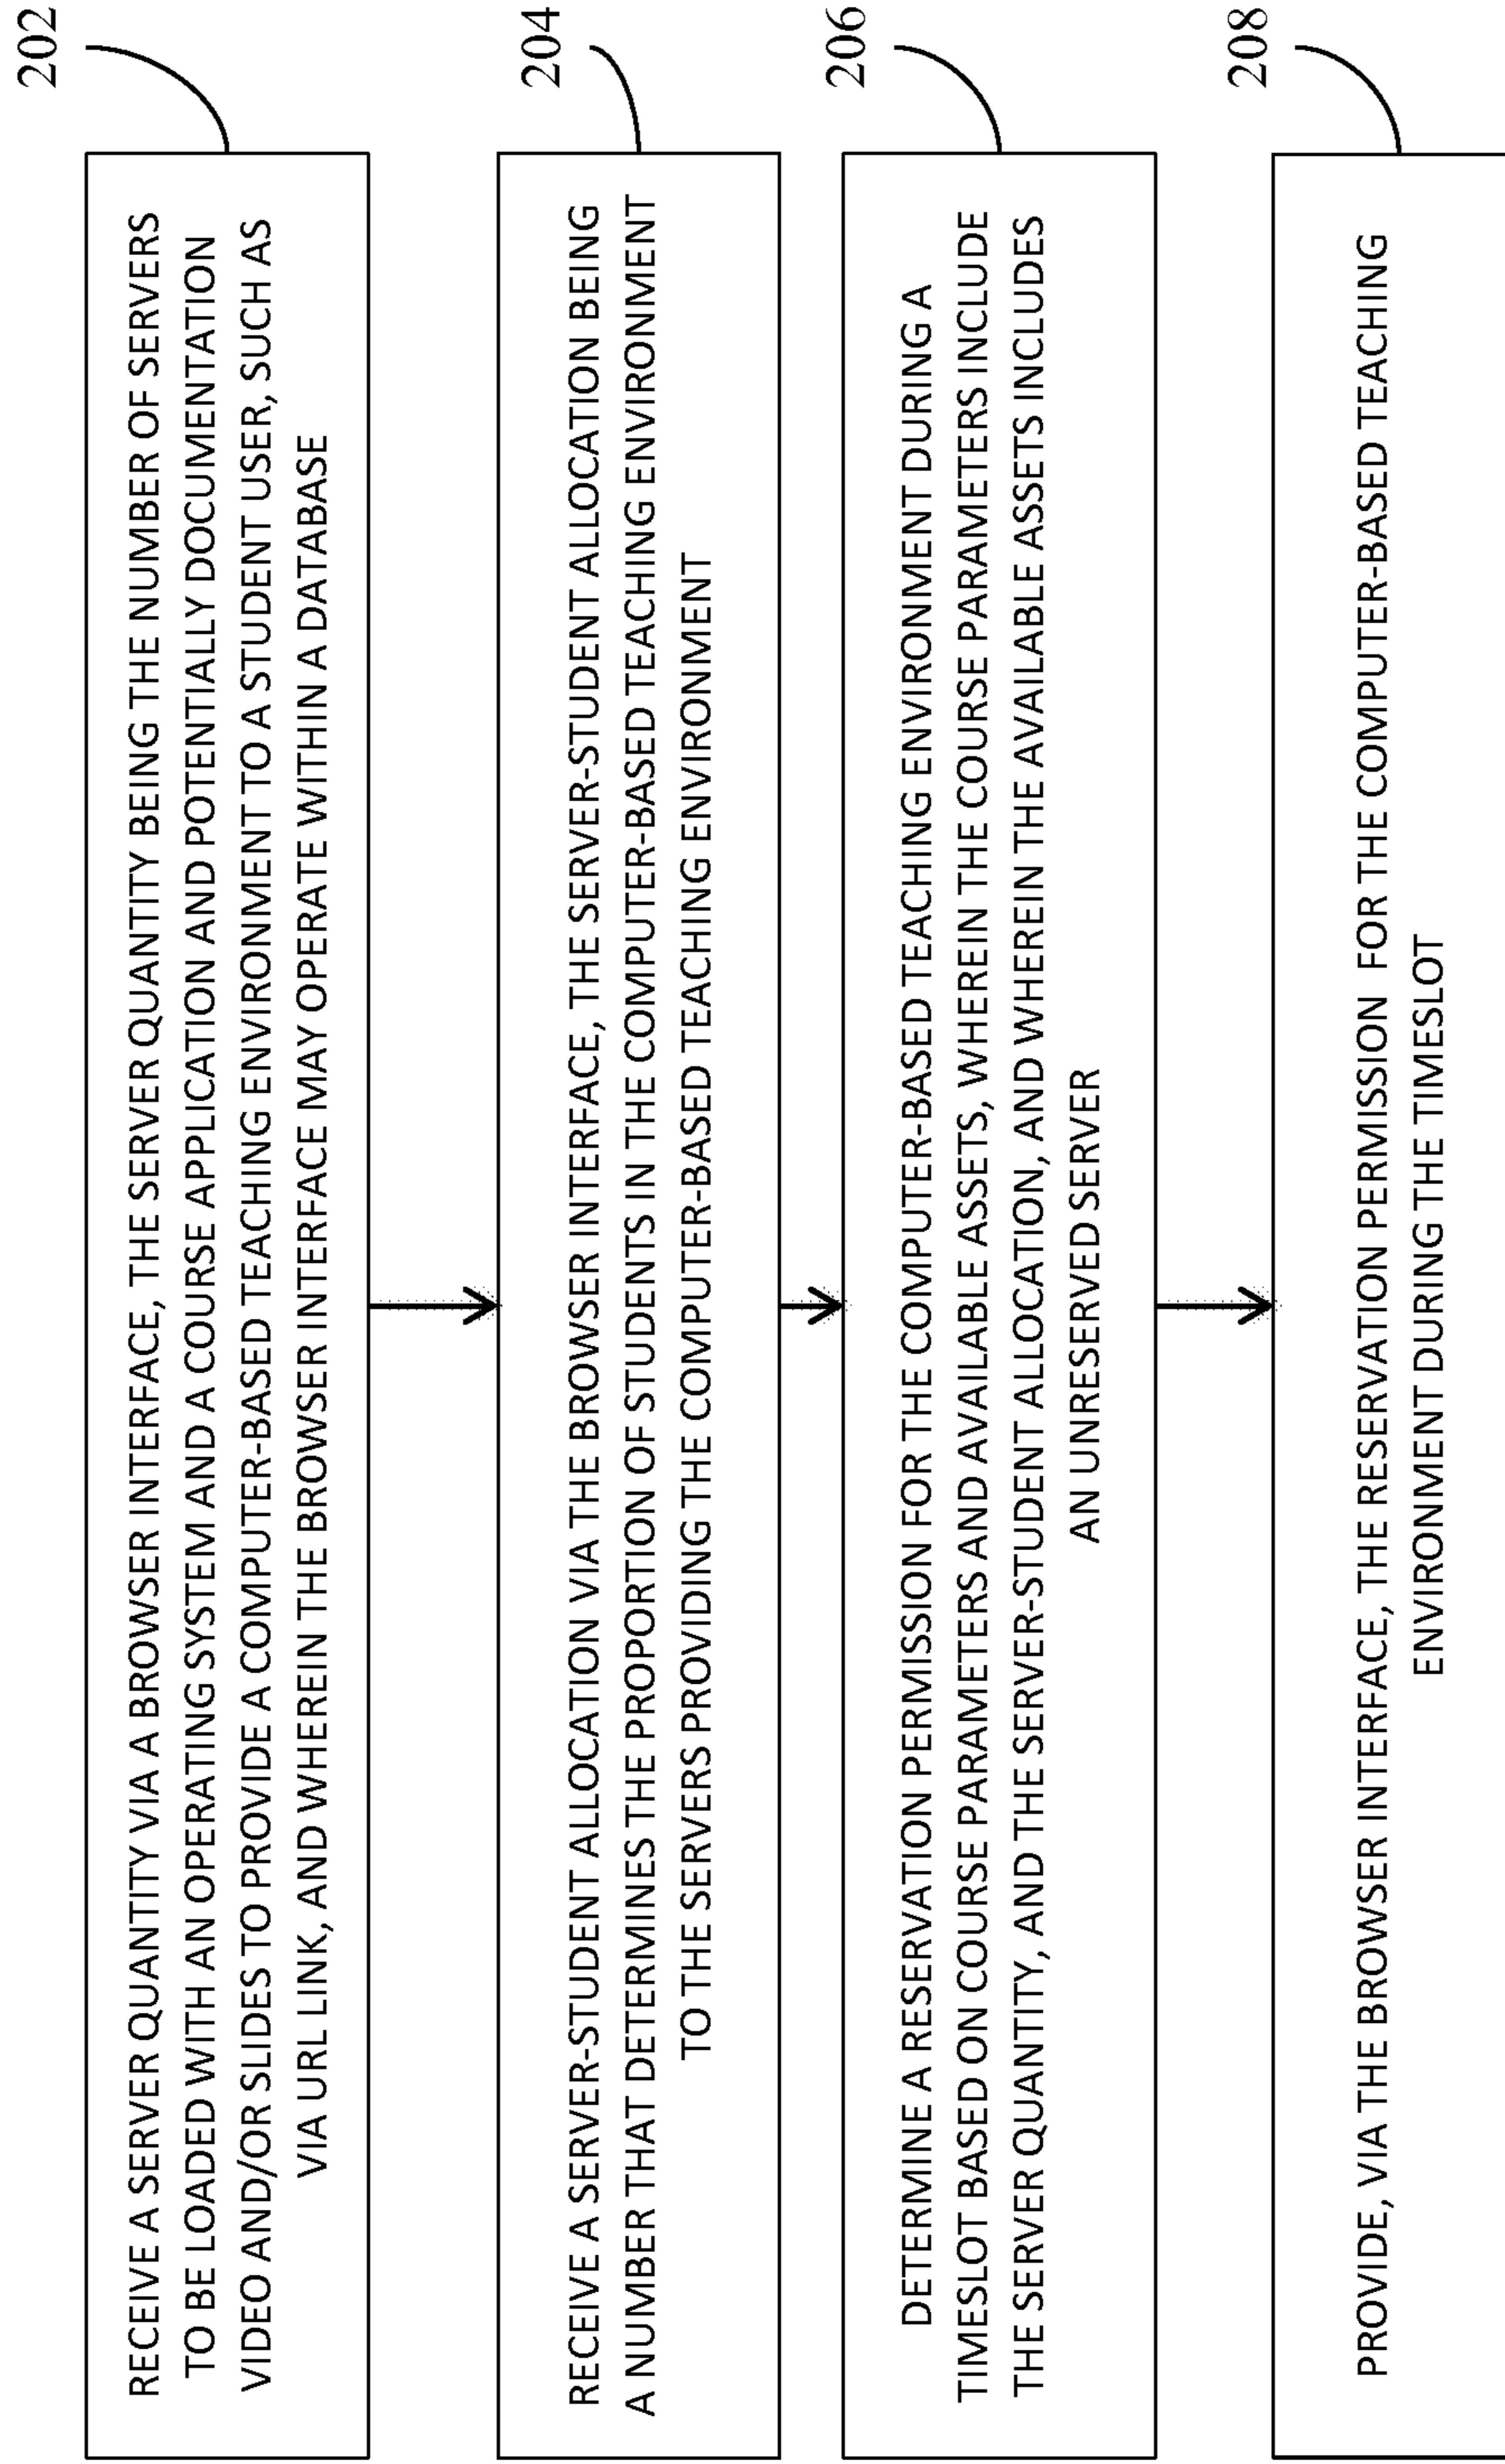 202
RECEIVE A SERVER QUANTITY VIA A BROWSER INTERFACE, THE SERVER QUANTITY BEING THE NUMBER OF SERVERS
TO BE LOADED WITH AN OPERATING SYSTEM AND A COURSE APPLICATION AND POTENTIALLY DOCUMENTATION
VIDEO AND/OR SLIDES TO PROVIDE A COMPUTER-BASED TEACHING ENVIRONMENT TO A STUDENT USER, SUCH AS
VIA URL LINK, AND WHEREIN THE BROWSER INTERFACE MAY OPERATE WITHIN A DATABASE
204
RECEIVE A SERVER-STUDENT ALLOCATION VIA THE BROWSER INTERFACE, THE SERVER-STUDENT ALLOCATION BEING
A NUMBER THAT DETERMINES THE PROPORTION OF STUDENTS IN THE COMPUTER-BASED TEACHING ENVIRONMENT
TO THE SERVERS PROVIDING THE COMPUTER-BASED TEACHING ENVIRONMENT
206
DETERMINE A RESERVATION PERMISSION FOR THE COMPUTER-BASED TEACHING ENVIRONMENT DURING A
TIMESLOT BASED ON COURSE PARAMETERS AND AVAILABLE ASSETS, WHEREIN THE COURSE PARAMETERS INCLUDE
THE SERVER QUANTITY, AND THE SERVER-STUDENT ALLOCATION, AND WHEREIN THE AVAILABLE ASSETS INCLUDES
AN UNRESERVED SERVER
208
PROVIDE, VIA THE BROWSER INTERFACE, THE RESERVATION PERMISSION FOR THE COMPUTER-BASED TEACHING
ENVIRONMENT DURING THE TIMESLOT